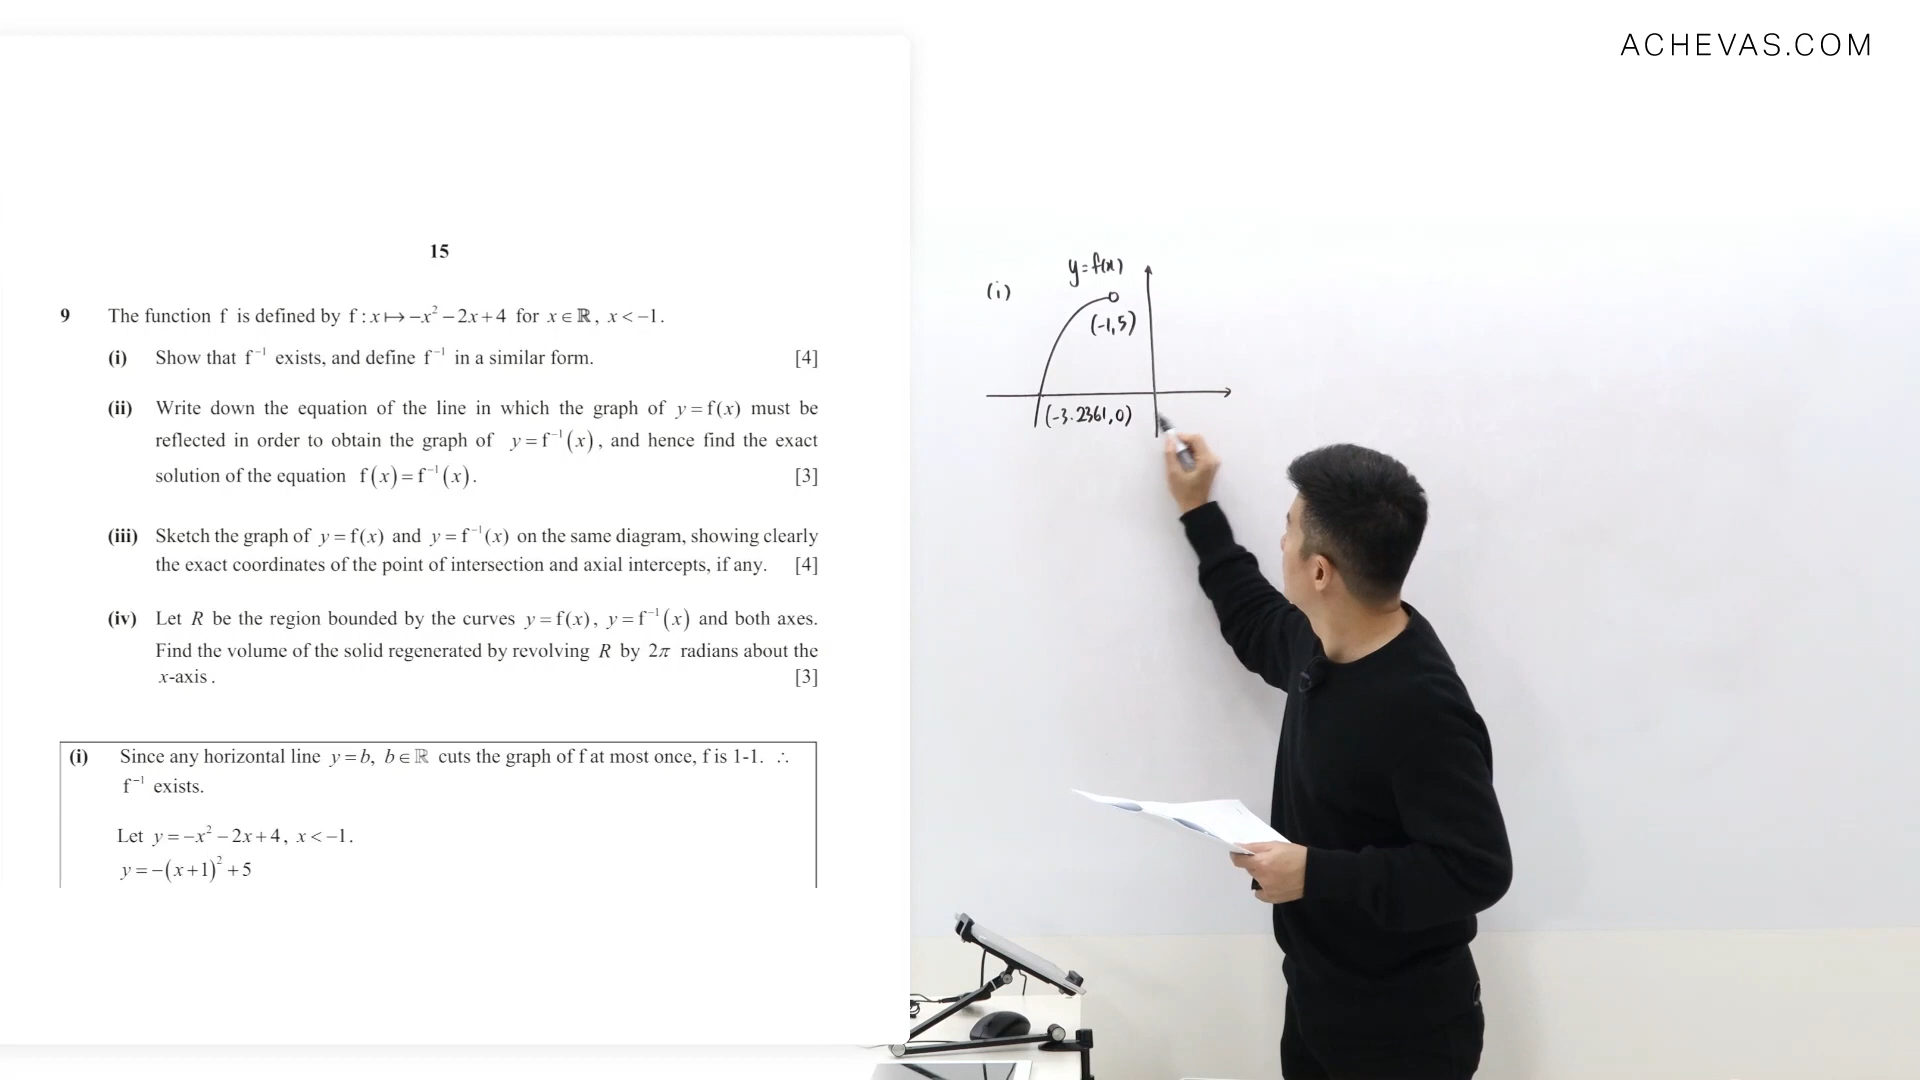 ACHEVAS.COM
15
9 The function f is defined by f : x ↦ −x² − 2x + 4 for x ∈ ℝ, x < −1.
(i) Show that f⁻¹ exists, and define f⁻¹ in a similar form. [4]
(ii) Write down the equation of the line in which the graph of y = f(x) must be
reflected in order to obtain the graph of y = f⁻¹(x), and hence find the exact
solution of the equation f(x) = f⁻¹(x). [3]
(iii) Sketch the graph of y = f(x) and y = f⁻¹(x) on the same diagram, showing clearly
the exact coordinates of the point of intersection and axial intercepts, if any. [4]
(iv) Let R be the region bounded by the curves y = f(x), y = f⁻¹(x) and both axes.
Find the volume of the solid regenerated by revolving R by 2π radians about the
x-axis. [3]
(i) Since any horizontal line y = b, b ∈ ℝ cuts the graph of f at most once, f is 1-1. ∴
f⁻¹ exists.
Let y = −x² − 2x + 4, x < −1.
y = −(x+1)² + 5
(i)
y = f(x)
(-1,5)
(-3.2361,0)